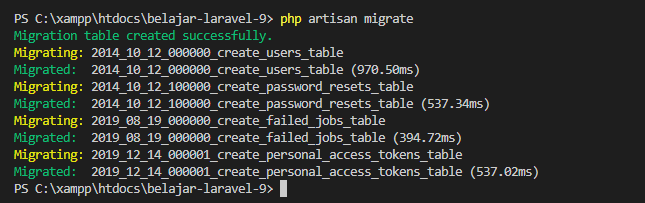 PS C:\xampp\htdocs\belajar-laravel-9> php artisan migrate
Migration table created successfully.
Migrating: 2014_10_12_000000_create_users_table
Migrated:  2014_10_12_000000_create_users_table (970.50ms)
Migrating: 2014_10_12_100000_create_password_resets_table
Migrated:  2014_10_12_100000_create_password_resets_table (537.34ms)
Migrating: 2019_08_19_000000_create_failed_jobs_table
Migrated:  2019_08_19_000000_create_failed_jobs_table (394.72ms)
Migrating: 2019_12_14_000001_create_personal_access_tokens_table
Migrated:  2019_12_14_000001_create_personal_access_tokens_table (537.02ms)
PS C:\xampp\htdocs\belajar-laravel-9>